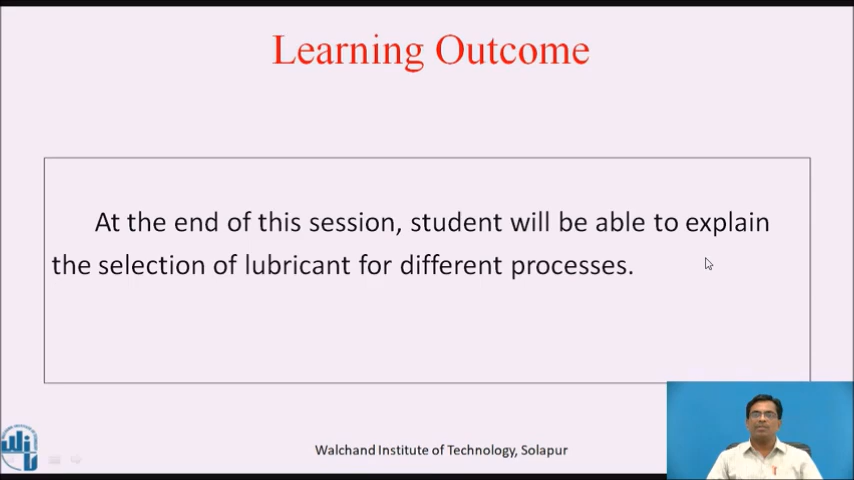 Learning Outcome
At the end of this session, student will be able to explain
the selection of lubricant for different processes.
Walchand Institute of Technology, Solapur